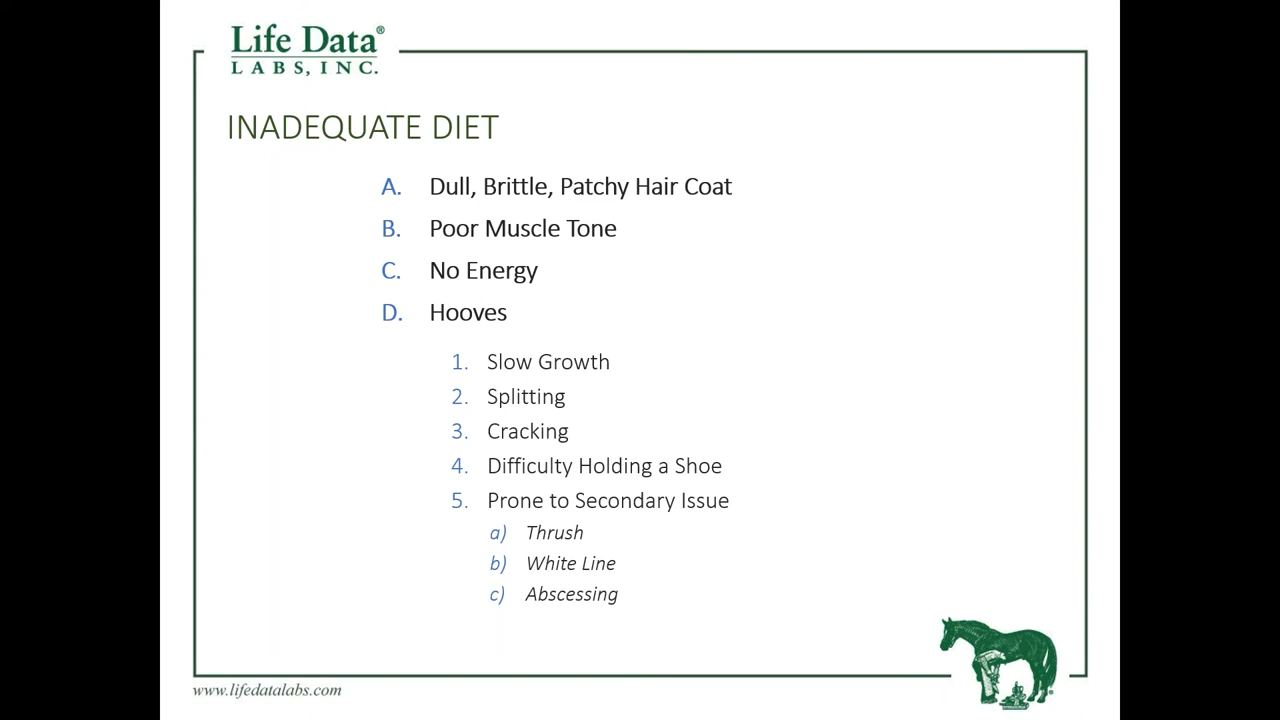 Life Data®
LABS, INC.
INADEQUATE DIET
A. Dull, Brittle, Patchy Hair Coat
B. Poor Muscle Tone
C. No Energy
D. Hooves
1. Slow Growth
2. Splitting
3. Cracking
4. Difficulty Holding a Shoe
5. Prone to Secondary Issue
a) Thrush
b) White Line
c) Abscessing
www.lifedatalabs.com